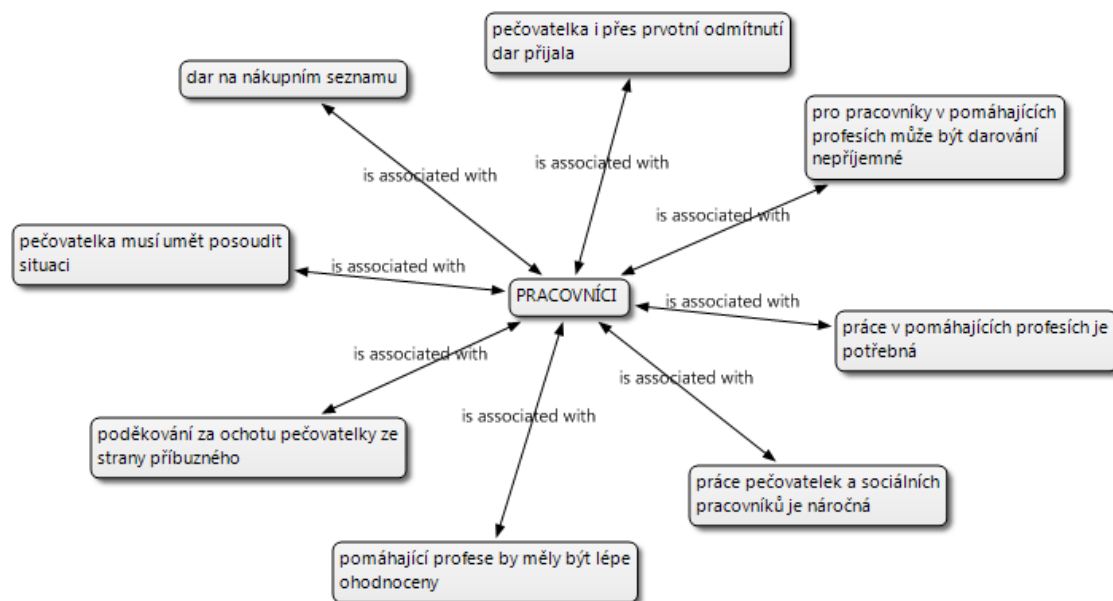 pečovatelka i přes prvotní odmítnutí
dar přijala
dar na nákupním seznamu
pro pracovníky v pomáhajících
profesích může být darování
nepříjemné
is associated with
is associated with
is associated with
pečovatelka musí umět posoudit
situaci
is associated with
PRACOVNÍCI
is associated with
práce v pomáhajících profesích je
potřebná
is associated with
is associated with
is associated with
poděkování za ochotu pečovatelky ze
strany příbuzného
práce pečovatelek a sociálních
pracovníků je náročná
pomáhající profese by měly být lépe
ohodnoceny